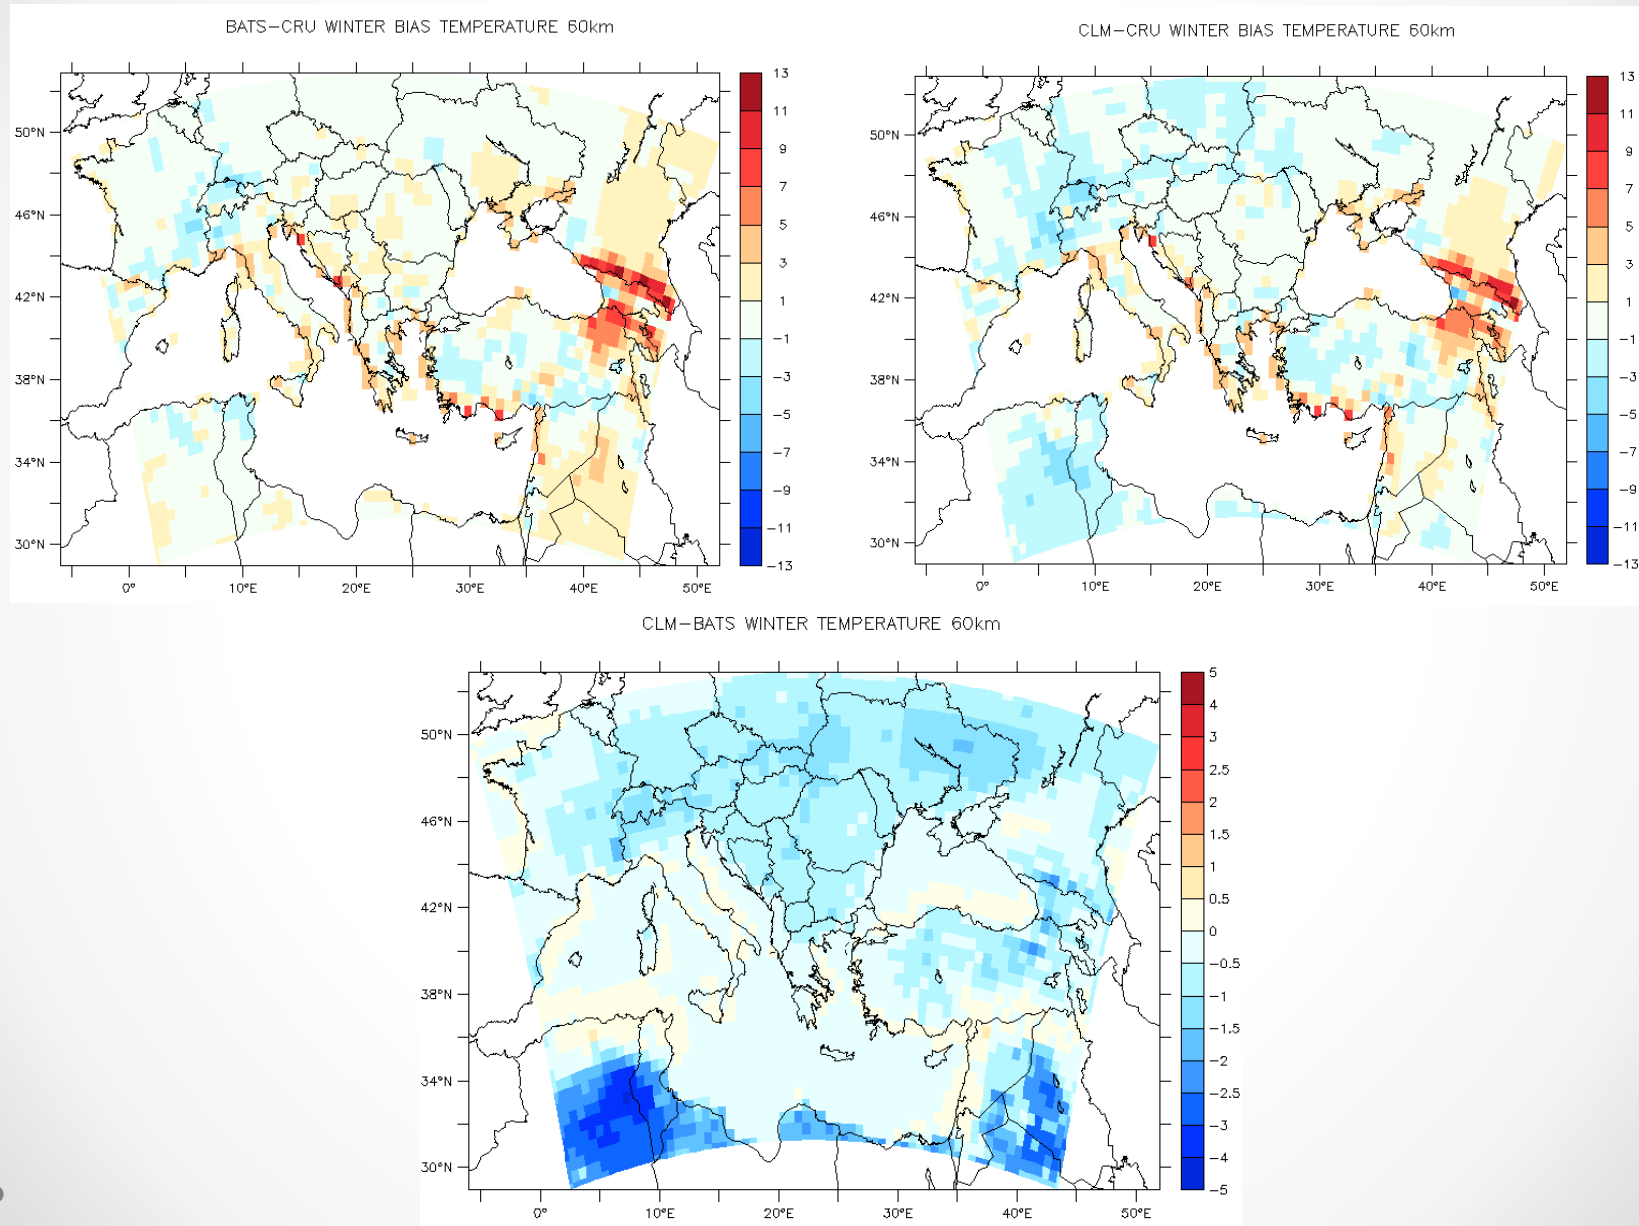 BATS-CRU WINTER BIAS TEMPERATURE 60km
50°N
46°N
42°N
38°N
34°N
30°N
0°
10°E
20°E
30°E
40°E
50°E
13
11
9
7
5
3
1
-1
-3
-5
-7
-9
-11
-13
CLM-CRU WINTER BIAS TEMPERATURE 60km
50°N
46°N
42°N
38°N
34°N
30°N
0°
10°E
20°E
30°E
40°E
50°E
13
11
9
7
5
3
1
-1
-3
-5
-7
-9
-11
-13
CLM-BATS WINTER TEMPERATURE 60km
50°N
46°N
42°N
38°N
34°N
30°N
0°
10°E
20°E
30°E
40°E
50°E
5
4
3
2.5
2
1.5
1
0.5
0
-0.5
-1
-1.5
-2
-2.5
-3
-4
-5